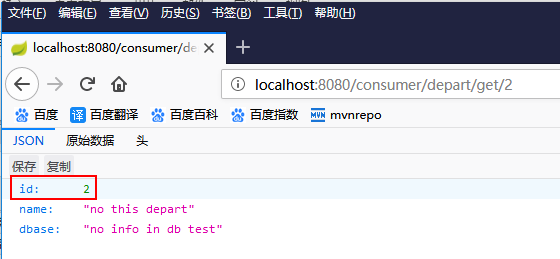 文件(F) 编辑(E) 查看(V) 历史(S) 书签(B) 工具(T) 帮助(H)
localhost:8080/consumer/de
localhost:8080/consumer/depart/get/2
百度 译 百度翻译 百度百科 百度指数 MVN mvnrepo
JSON 原始数据 头
保存 复制
id: 2
name: "no this depart"
dbase: "no info in db test"